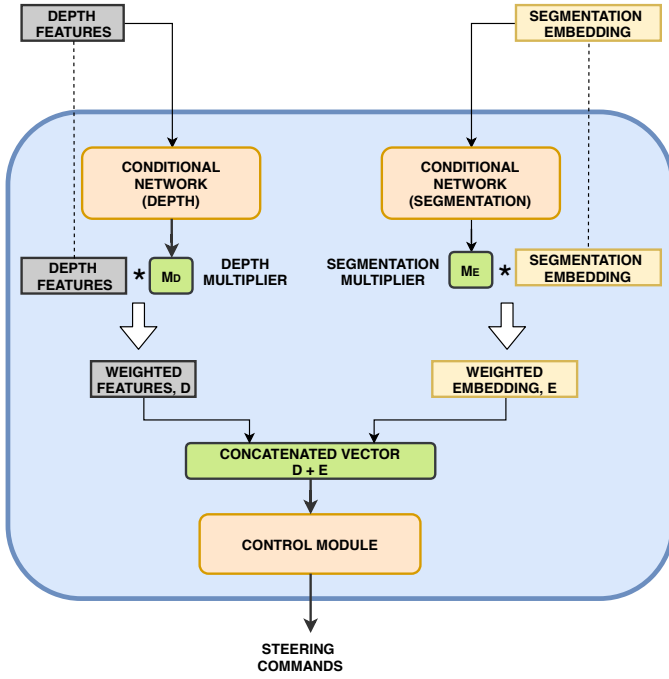 DEPTH
FEATURES
SEGMENTATION
EMBEDDING
CONDITIONAL
NETWORK
(DEPTH)
CONDITIONAL
NETWORK
(SEGMENTATION)
DEPTH
FEATURES
*
MD
DEPTH
MULTIPLIER
SEGMENTATION
MULTIPLIER
ME
*
SEGMENTATION
EMBEDDING
WEIGHTED
FEATURES, D
WEIGHTED
EMBEDDING, E
CONCATENATED VECTOR
D + E
CONTROL MODULE
STEERING
COMMANDS